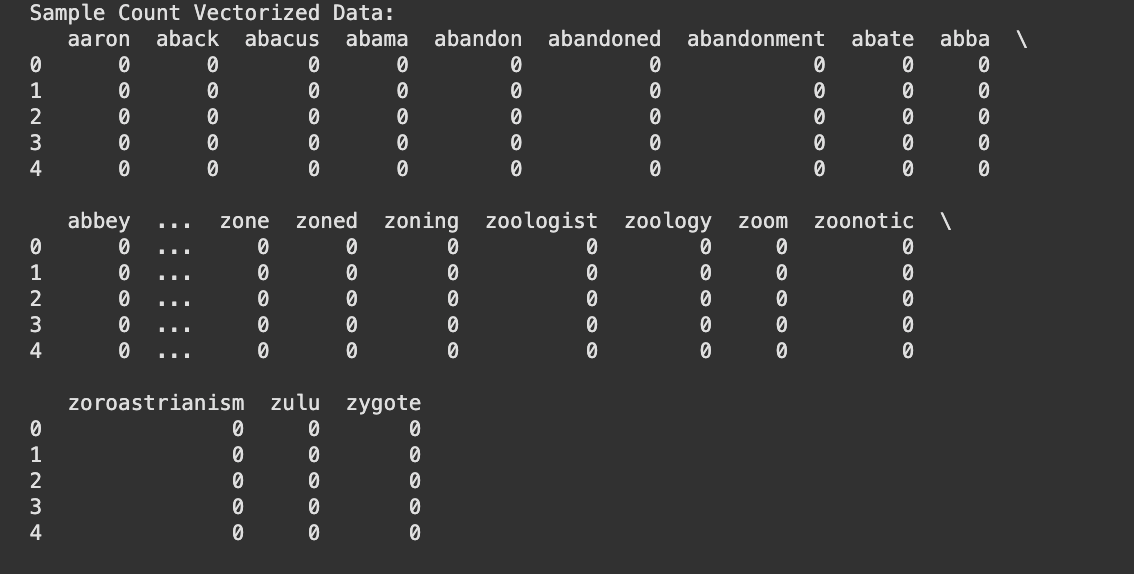 Sample Count Vectorized Data:
   aaron  aback  abacus  abama  abandon  abandoned  abandonment  abate  abba  \
0      0      0       0      0        0          0            0      0     0
1      0      0       0      0        0          0            0      0     0
2      0      0       0      0        0          0            0      0     0
3      0      0       0      0        0          0            0      0     0
4      0      0       0      0        0          0            0      0     0

   abbey  ...  zone  zoned  zoning  zoologist  zoology  zoom  zoonotic  \
0      0  ...     0      0       0          0        0     0         0
1      0  ...     0      0       0          0        0     0         0
2      0  ...     0      0       0          0        0     0         0
3      0  ...     0      0       0          0        0     0         0
4      0  ...     0      0       0          0        0     0         0

   zoroastrianism  zulu  zygote
0               0     0       0
1               0     0       0
2               0     0       0
3               0     0       0
4               0     0       0